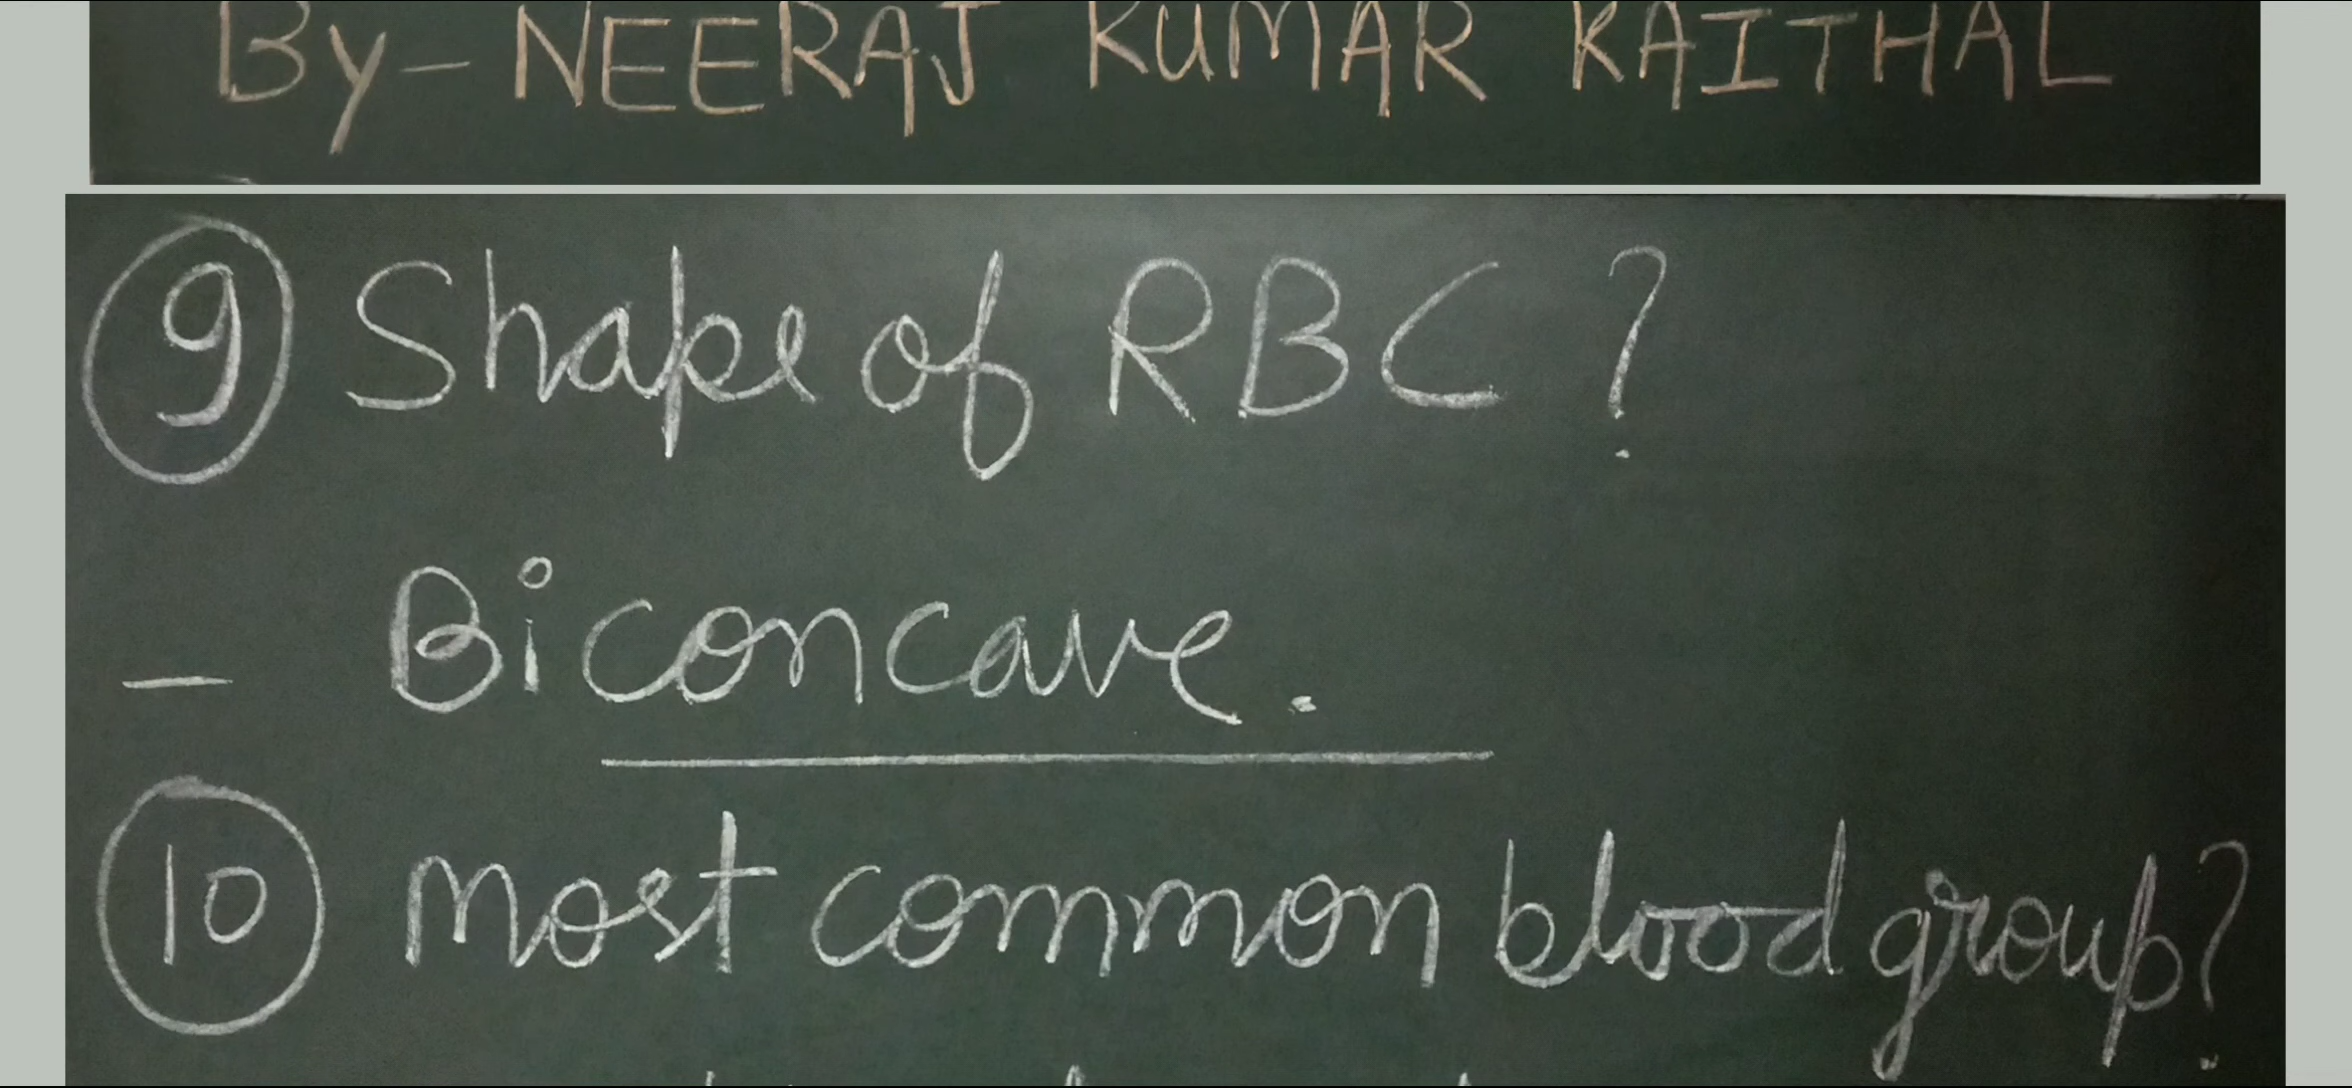 By- NEERAJ KUMAR KAITHAL
9 Shape of RBC ?
- Biconcave.
10 most common blood group?